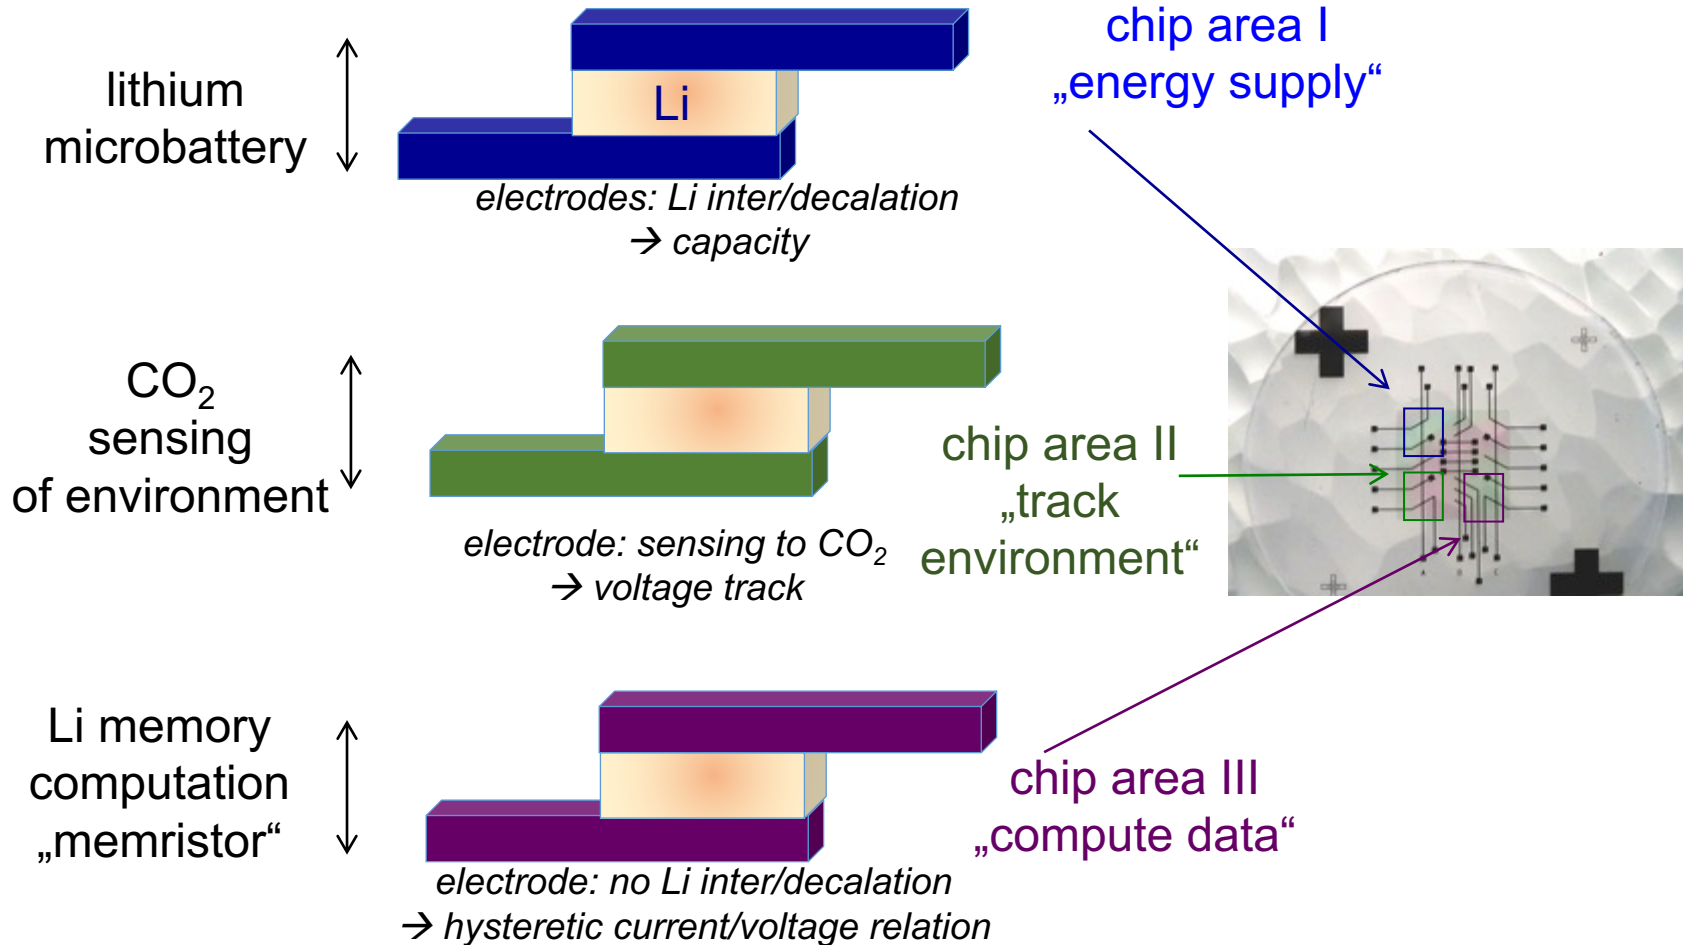 lithium
microbattery
Li
electrodes: Li inter/decalation
→ capacity
chip area I
„energy supply“
CO₂
sensing
of environment
electrode: sensing to CO₂
→ voltage track
chip area II
„track
environment“
Li memory
computation
„memristor“
electrode: no Li inter/decalation
→ hysteretic current/voltage relation
chip area III
„compute data“